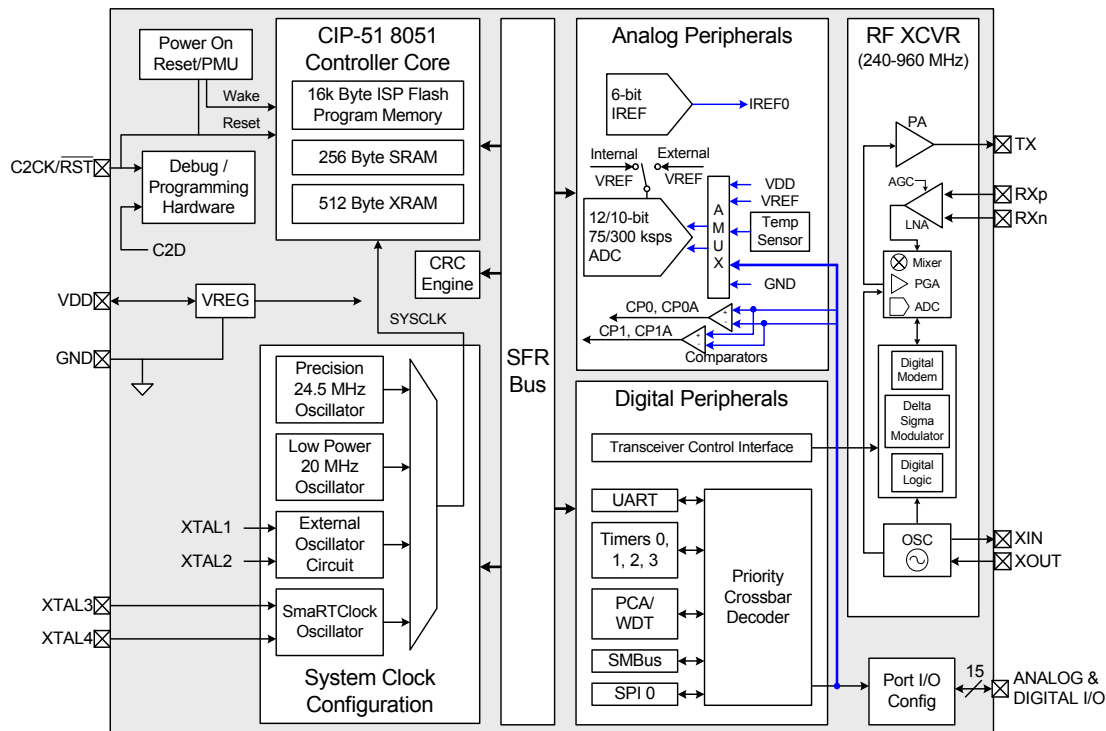 Power On
Reset/PMU
Wake
Reset
C2CK/RST
Debug /
Programming
Hardware
C2D
VDD
VREG
GND
CIP-51 8051
Controller Core
16k Byte ISP Flash
Program Memory
256 Byte SRAM
512 Byte XRAM
CRC
Engine
SYSCLK
Precision
24.5 MHz
Oscillator
Low Power
20 MHz
Oscillator
XTAL1
XTAL2
External
Oscillator
Circuit
XTAL3
XTAL4
SmaRTClock
Oscillator
System Clock
Configuration
SFR
Bus
Analog Peripherals
6-bit
IREF
IREF0
Internal
VREF
External
VREF
12/10-bit
75/300 ksps
ADC
A
M
U
X
VDD
VREF
Temp
Sensor
GND
CP0, CP0A
+
-
CP1, CP1A
+
-
Comparators
Digital Peripherals
Transceiver Control Interface
UART
Timers 0,
1, 2, 3
PCA/
WDT
SMBus
SPI 0
Priority
Crossbar
Decoder
RF XCVR
(240-960 MHz)
PA
TX
AGC
LNA
RXp
RXn
Mixer
PGA
ADC
Digital
Modem
Delta
Sigma
Modulator
Digital
Logic
OSC
XIN
XOUT
Port I/O
Config
15
ANALOG &
DIGITAL I/O